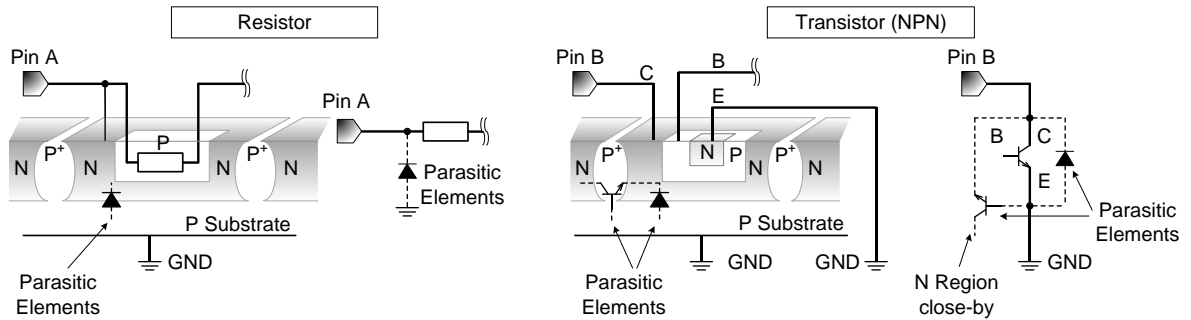 Resistor
Transistor (NPN)
Pin A
Pin B
Pin B
C
B
E
Pin A
N
P+
N
P
P+
N
Parasitic
Elements
P Substrate
GND
Parasitic
Elements
N
P+
N
N
P
P+
N
P Substrate
GND
GND
Parasitic
Elements
B
C
E
Parasitic
Elements
N Region
close-by
GND